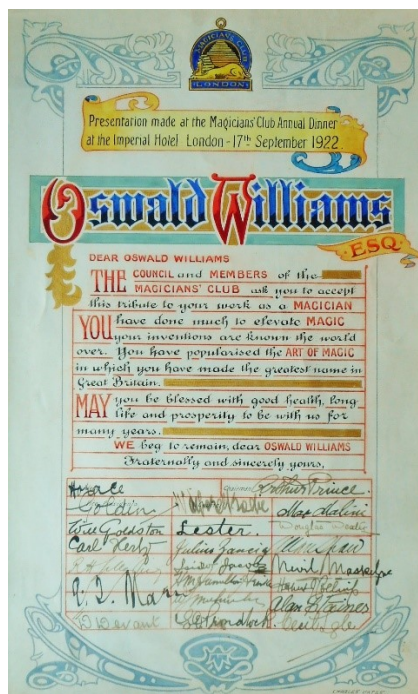 MAGICIANS CLUB
LONDON
Presentation made at the Magicians' Club Annual Dinner
at the Imperial Hotel London - 17th September 1922
Oswald Williams
ESQ
DEAR OSWALD WILLIAMS
THE COUNCIL and MEMBERS of the
MAGICIANS' CLUB ask you to accept
this tribute to your work as a MAGICIAN
YOU have done much to elevate MAGIC
your inventions are known the world
over. You have popularised the ART OF MAGIC
in which you have made the greatest name in
Great Britain.
MAY you be blessed with good health, long
life and prosperity to be with us for
many years.
WE beg to remain, dear OSWALD WILLIAMS
Fraternally and sincerely yours,
Horace Goldin
Arthur Prince.
Max Malini
Will Goldston
Lester.
Carl Hertz
Julius Zancig
Nevil Maskelyne
D Devant